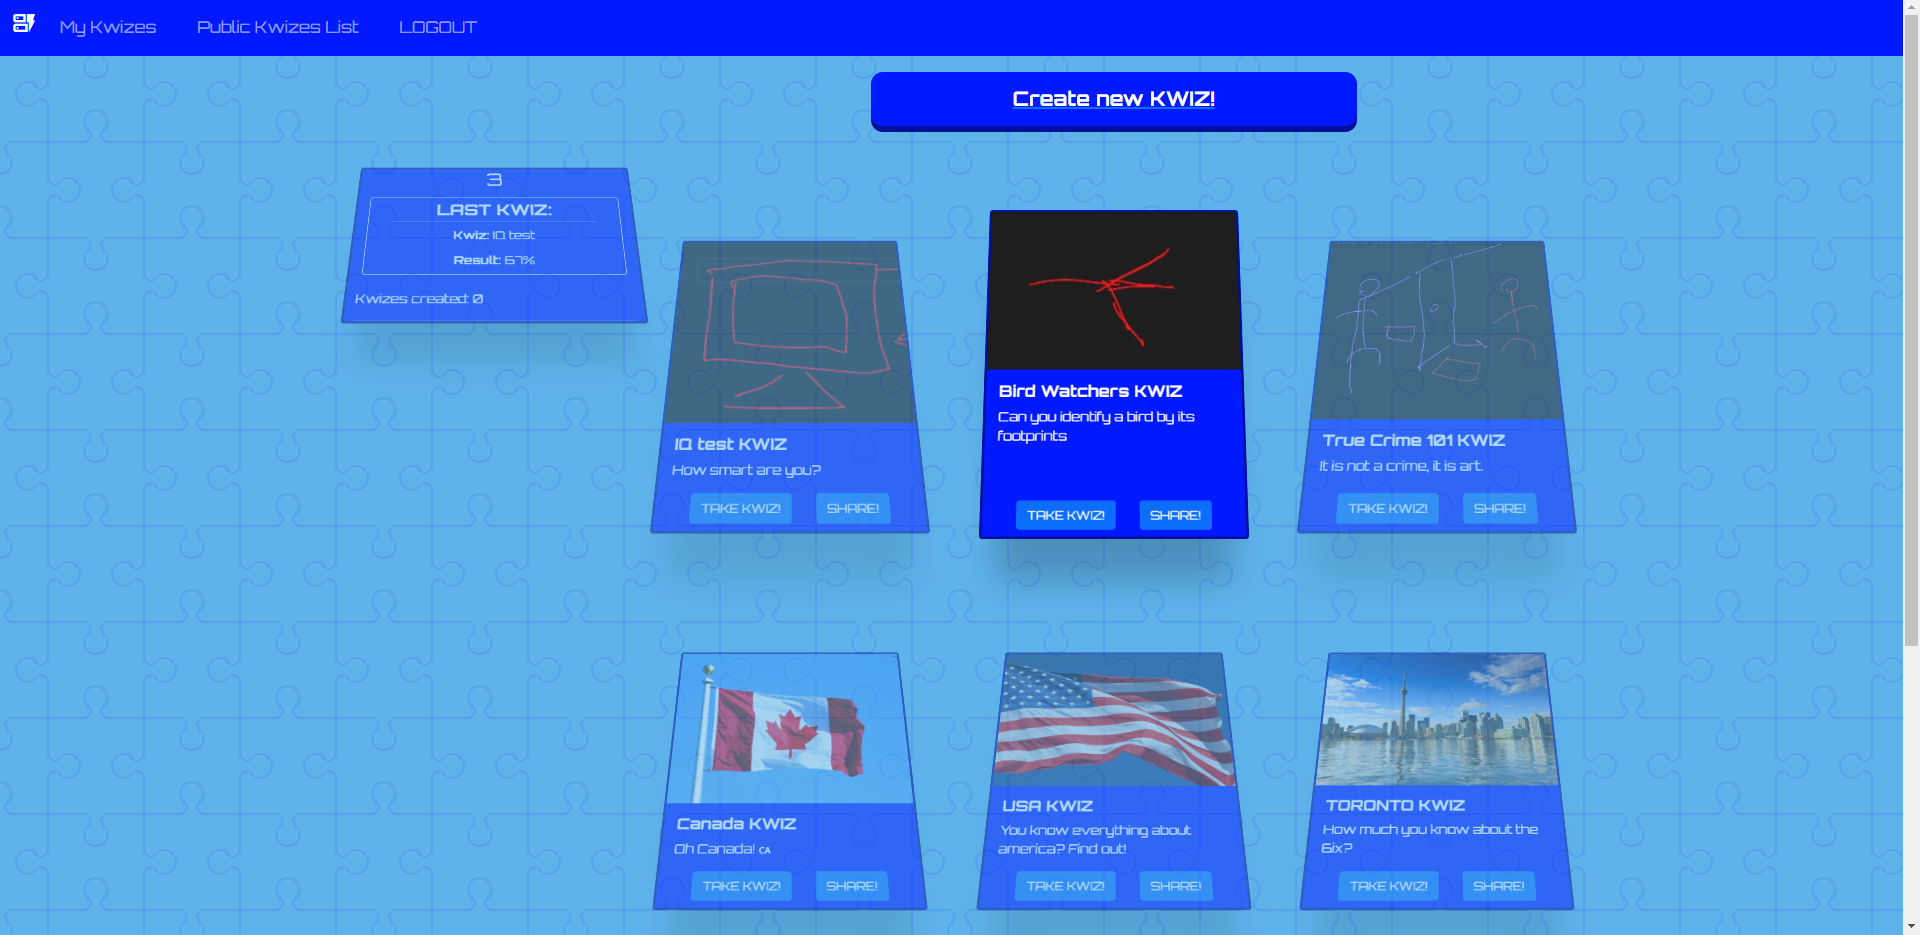 My Kwizes
Public Kwizes List
LOGOUT
Create new KWIZ!
3
LAST KWIZ:
Kwiz: IQ test
Result: 67%
Kwizes created: 0
IQ test KWIZ
How smart are you?
TAKE KWIZ!
SHARE!
Bird Watchers KWIZ
Can you identify a bird by its
footprints
TAKE KWIZ!
SHARE!
True Crime 101 KWIZ
It is not a crime, it is art.
TAKE KWIZ!
SHARE!
Canada KWIZ
Oh Canada! CA
TAKE KWIZ!
SHARE!
USA KWIZ
You know everything about
america? Find out!
TAKE KWIZ!
SHARE!
TORONTO KWIZ
How much you know about the
6ix?
TAKE KWIZ!
SHARE!